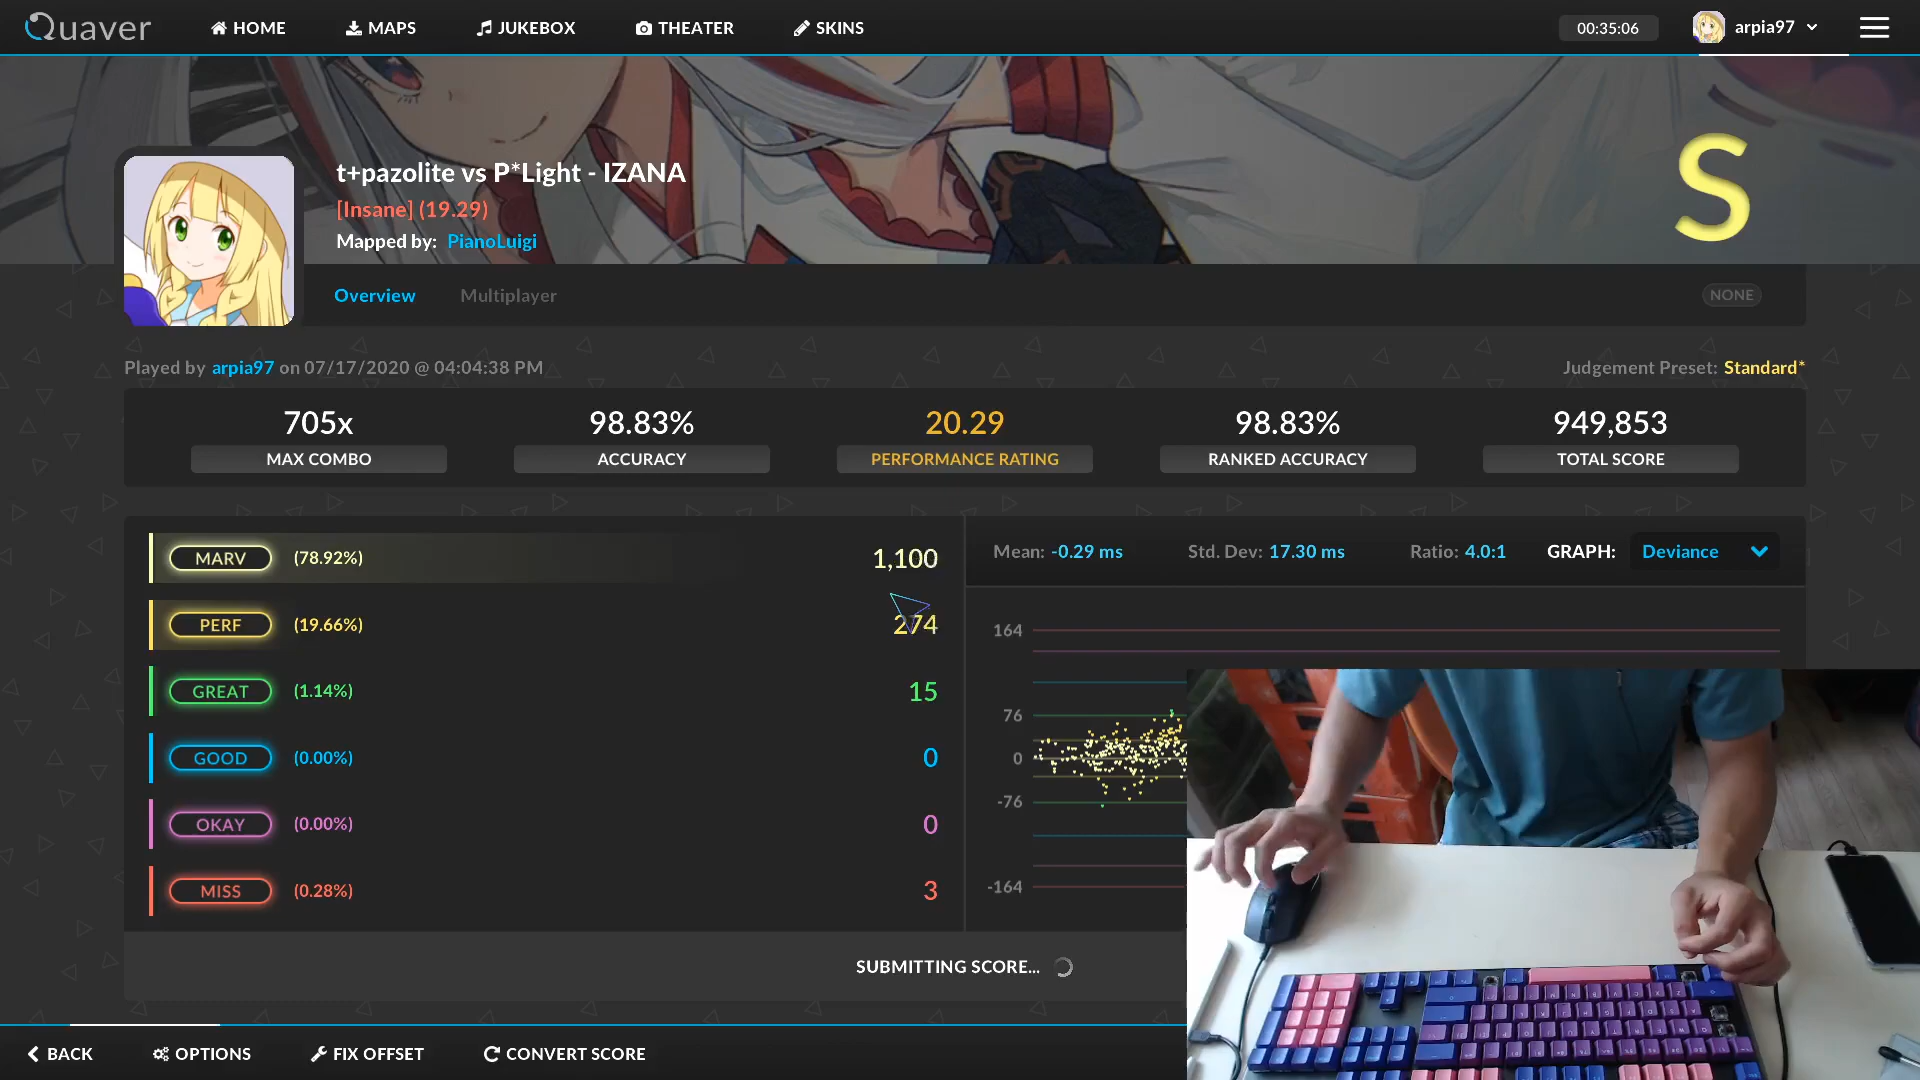 Quaver
HOME
MAPS
JUKEBOX
THEATER
SKINS
00:35:06
arpia97
t+pazolite vs P*Light - IZANA
[Insane] (19.29)
Mapped by: PianoLuigi
S
Overview
Multiplayer
NONE
Played by arpia97 on 07/17/2020 @ 04:04:38 PM
Judgement Preset: Standard*
705x
98.83%
20.29
98.83%
949,853
MAX COMBO
ACCURACY
PERFORMANCE RATING
RANKED ACCURACY
TOTAL SCORE
MARV (78.92%) 1,100
PERF (19.66%) 274
GREAT (1.14%) 15
GOOD (0.00%) 0
OKAY (0.00%) 0
MISS (0.28%) 3
Mean: -0.29 ms
Std. Dev: 17.30 ms
Ratio: 4.0:1
GRAPH: Deviance
164
76
0
-76
-164
SUBMITTING SCORE...
BACK
OPTIONS
FIX OFFSET
CONVERT SCORE